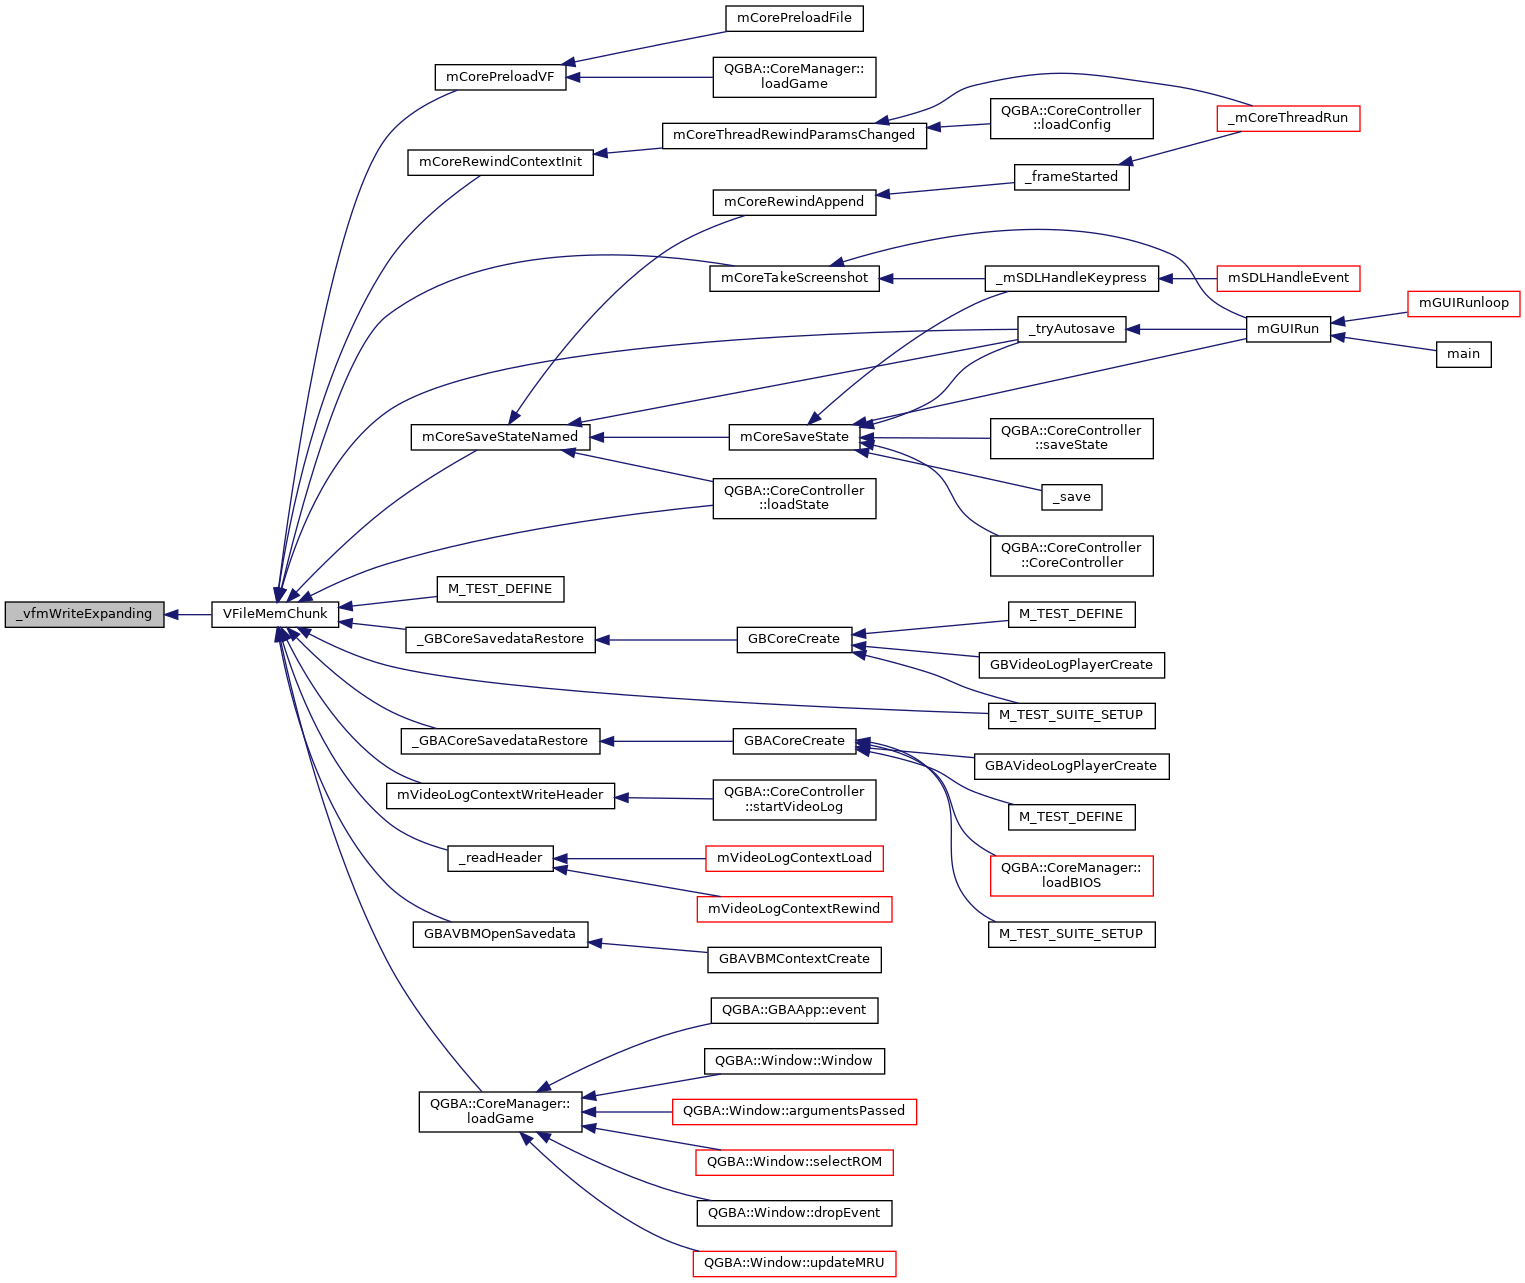 mCorePreloadFile
mCorePreloadVF
QGBA::CoreManager::
loadGame
QGBA::CoreController
::loadConfig
_mCoreThreadRun
mCoreThreadRewindParamsChanged
mCoreRewindContextInit
_frameStarted
mCoreRewindAppend
mCoreTakeScreenshot
_mSDLHandleKeypress
mSDLHandleEvent
mGUIRunloop
_tryAutosave
mGUIRun
main
mCoreSaveStateNamed
mCoreSaveState
QGBA::CoreController
::saveState
QGBA::CoreController
::loadState
_save
QGBA::CoreController
::CoreController
M_TEST_DEFINE
_vfmWriteExpanding
VFileMemChunk
M_TEST_DEFINE
_GBCoreSavedataRestore
GBCoreCreate
GBVideoLogPlayerCreate
M_TEST_SUITE_SETUP
_GBACoreSavedataRestore
GBACoreCreate
GBAVideoLogPlayerCreate
mVideoLogContextWriteHeader
QGBA::CoreController
::startVideoLog
M_TEST_DEFINE
_readHeader
mVideoLogContextLoad
QGBA::CoreManager::
loadBIOS
mVideoLogContextRewind
GBAVBMOpenSavedata
M_TEST_SUITE_SETUP
GBAVBMContextCreate
QGBA::GBAApp::event
QGBA::Window::Window
QGBA::CoreManager::
loadGame
QGBA::Window::argumentsPassed
QGBA::Window::selectROM
QGBA::Window::dropEvent
QGBA::Window::updateMRU